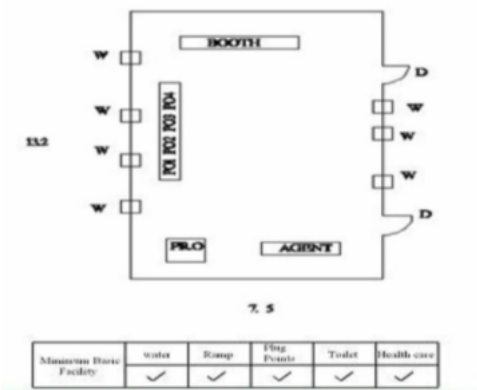 BOOTH
W
D
W
W
W
13.2
W
W
PO1 PO2 PO3 PO4
W
W
D
PRO
AGENT
7. 5
Minimum Basic Facility
water
Ramp
Plug Points
Toilet
Health care